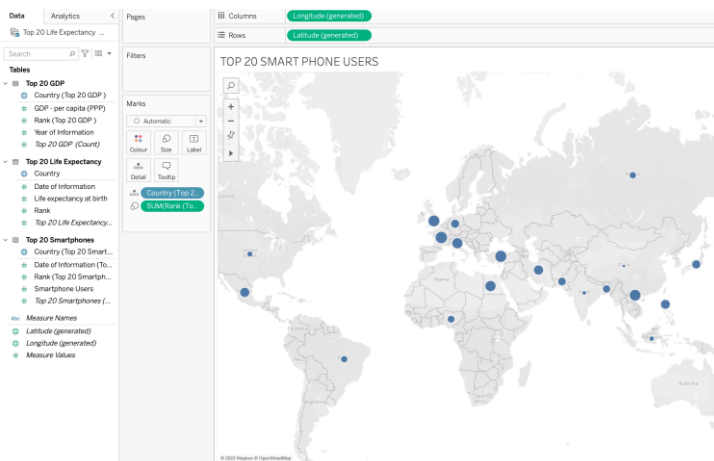 Data
Analytics
Pages
Columns
Longitude (generated)
Top 20 Life Expectancy ...
Rows
Latitude (generated)
Search
Filters
TOP 20 SMART PHONE USERS
Tables
Top 20 GDP
Country (Top 20 GDP )
GDP - per capita (PPP)
Rank (Top 20 GDP )
Year of Information
Top 20 GDP (Count)
Top 20 Life Expectancy
Country
Date of Information
Life expectancy at birth
Rank
Top 20 Life Expectancy...
Top 20 Smartphones
Country (Top 20 Smart...
Date of Information (To...
Rank (Top 20 Smartph...
Smartphone Users
Top 20 Smartphones (...
Abc Measure Names
Latitude (generated)
Longitude (generated)
Measure Values
Marks
Automatic
Colour
Size
Label
Detail
Tooltip
Country (Top 2..
SUM(Rank (To..
Algeria
Australia
© 2022 Mapbox © OpenStreetMap